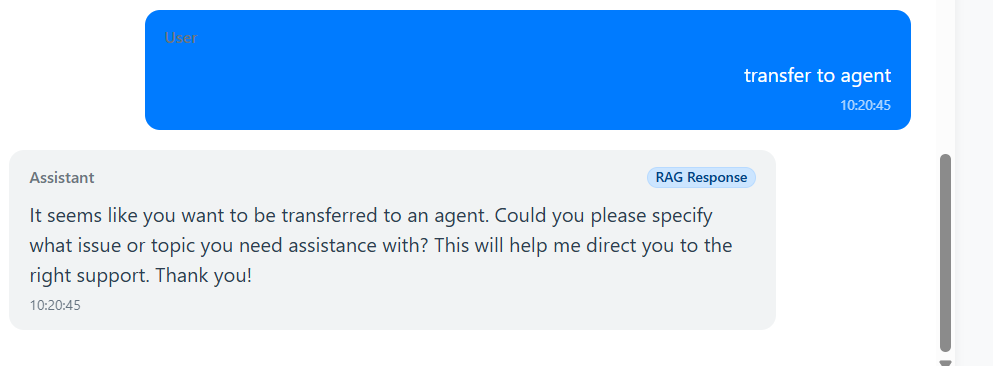 User
transfer to agent
10:20:45
Assistant
RAG Response
It seems like you want to be transferred to an agent. Could you please specify
what issue or topic you need assistance with? This will help me direct you to the
right support. Thank you!
10:20:45